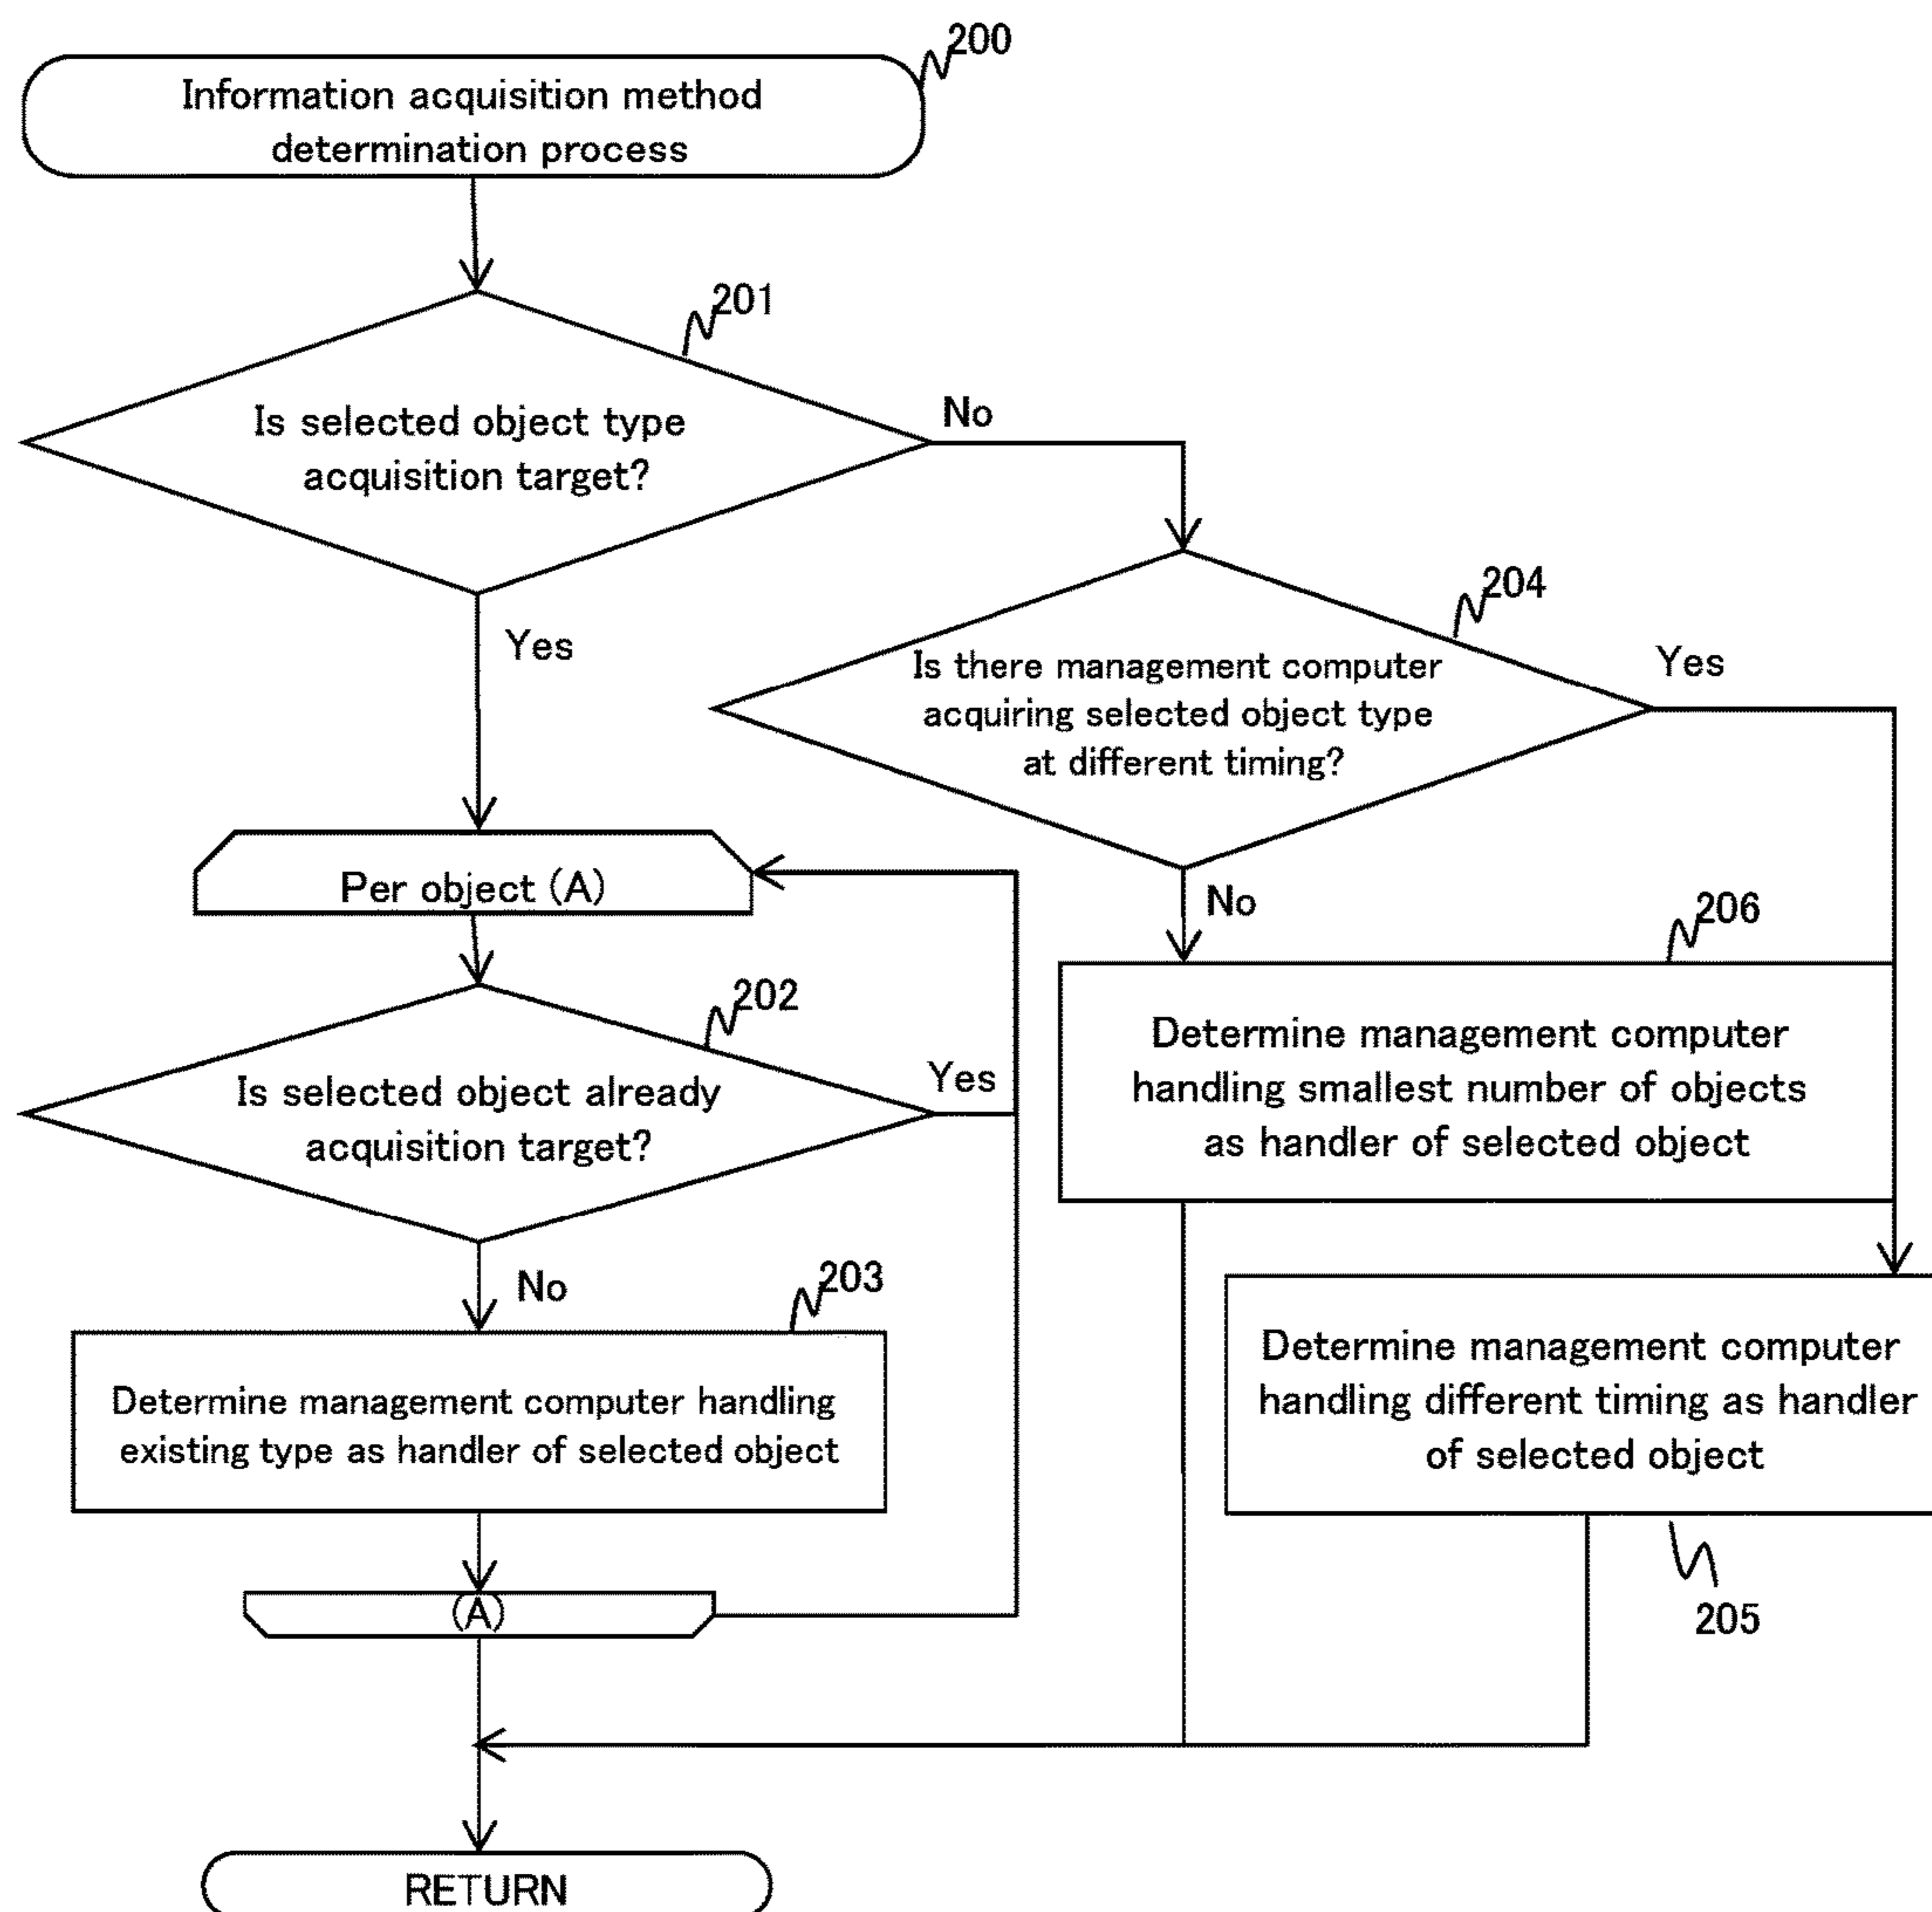 200
Information acquisition method
determination process
201
Is selected object type
acquisition target?
No
Yes
204
Is there management computer
acquiring selected object type
at different timing?
Yes
No
Per object (A)
202
Is selected object already
acquisition target?
Yes
No
206
Determine management computer
handling smallest number of objects
as handler of selected object
203
Determine management computer handling
existing type as handler of selected object
Determine management computer
handling different timing as handler
of selected object
205
(A)
RETURN